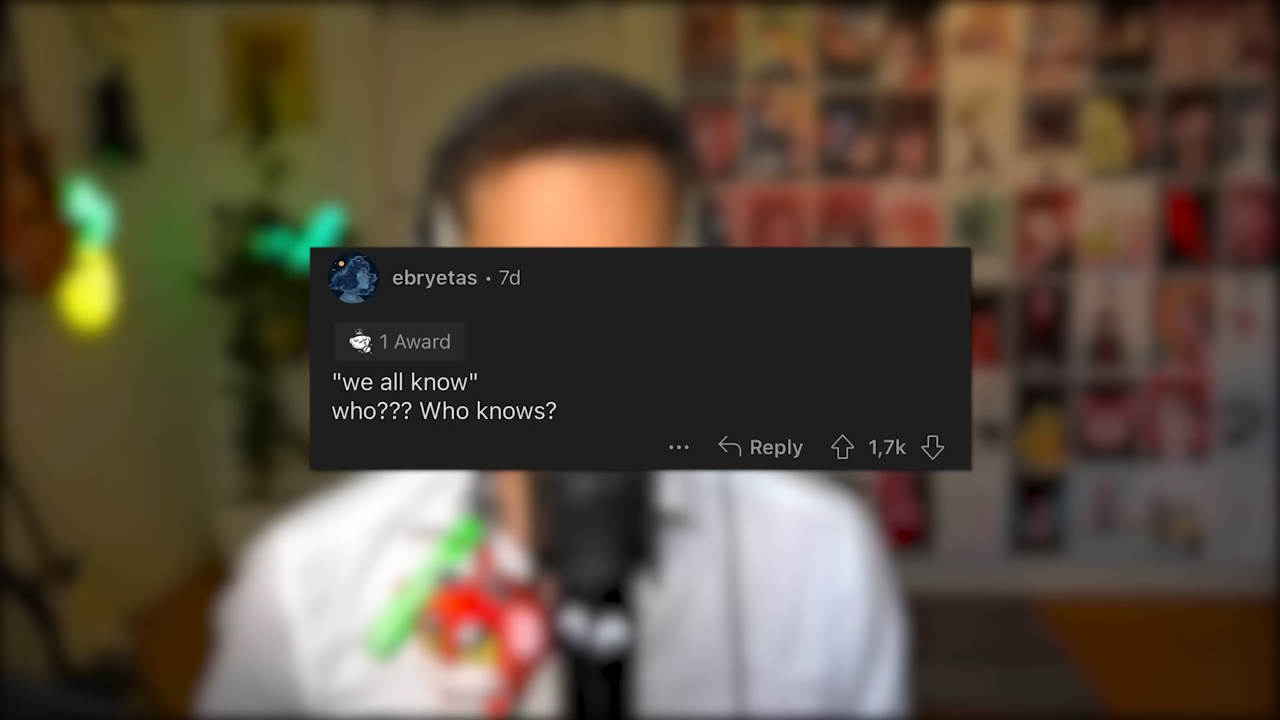 ebryetas • 7d
1 Award
"we all know"
who??? Who knows?
... Reply 1,7k